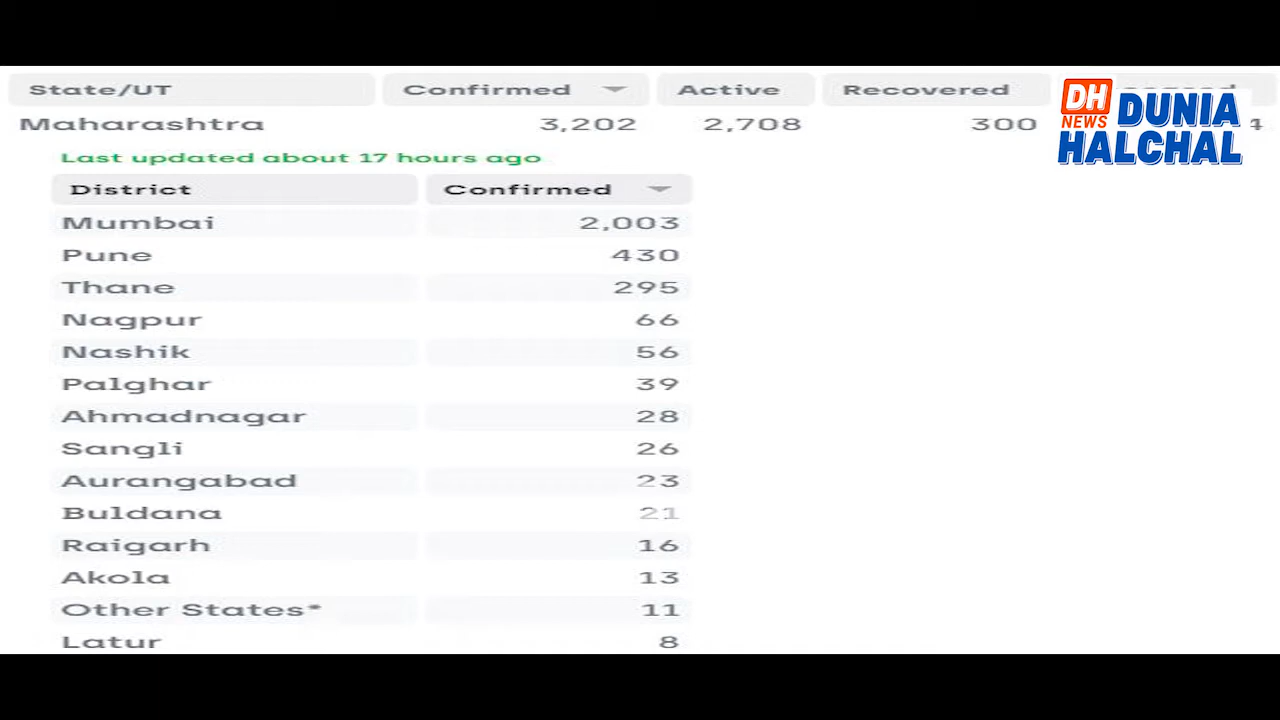 State/UT Confirmed Active Recovered
Maharashtra 3,202 2,708 300 4
Last updated about 17 hours ago
District Confirmed
Mumbai 2,003
Pune 430
Thane 295
Nagpur 66
Nashik 56
Palghar 39
Ahmadnagar 28
Sangli 26
Aurangabad 23
Buldana 21
Raigarh 16
Akola 13
Other States* 11
Latur 8
DH
NEWS
DUNIA
HALCHAL